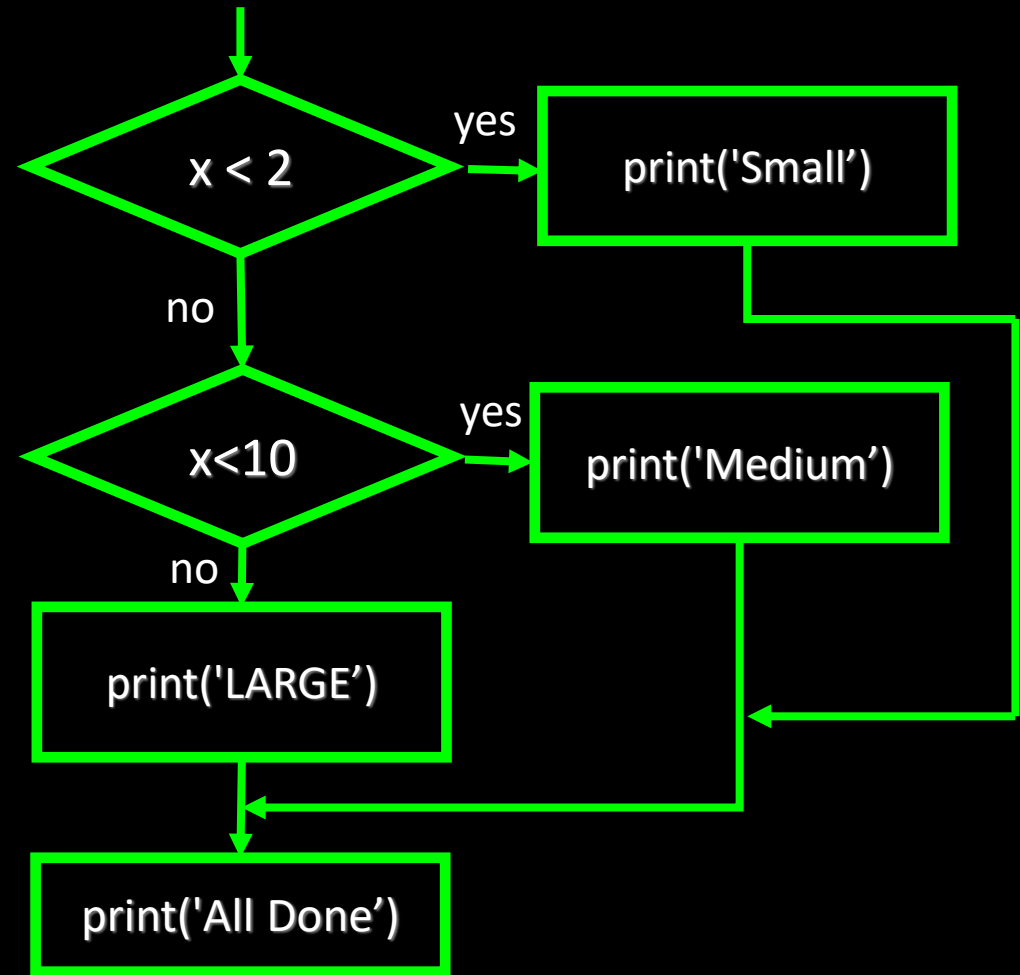 x < 2
yes
print('Small’)
no
x<10
yes
print('Medium’)
no
print('LARGE’)
print('All Done’)